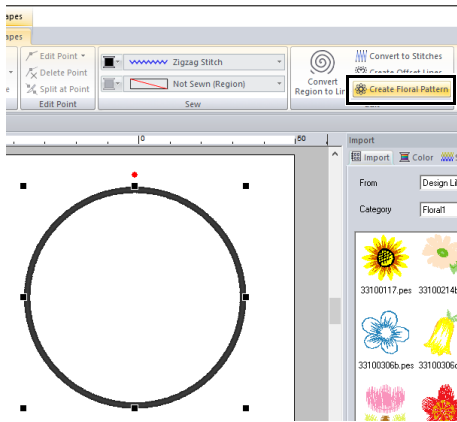 apes
apes
Edit Point
Delete Point
Split at Point
Edit Point
Zigzag Stitch
Not Sewn (Region)
Sew
Convert
Region to Lin
Convert to Stitches
Create Offset Lines
Create Floral Pattern
0
50
Import
Import Color
From Design Li
Category Floral1
33100117.pes 33100214b
33100306b.pes 33100306c